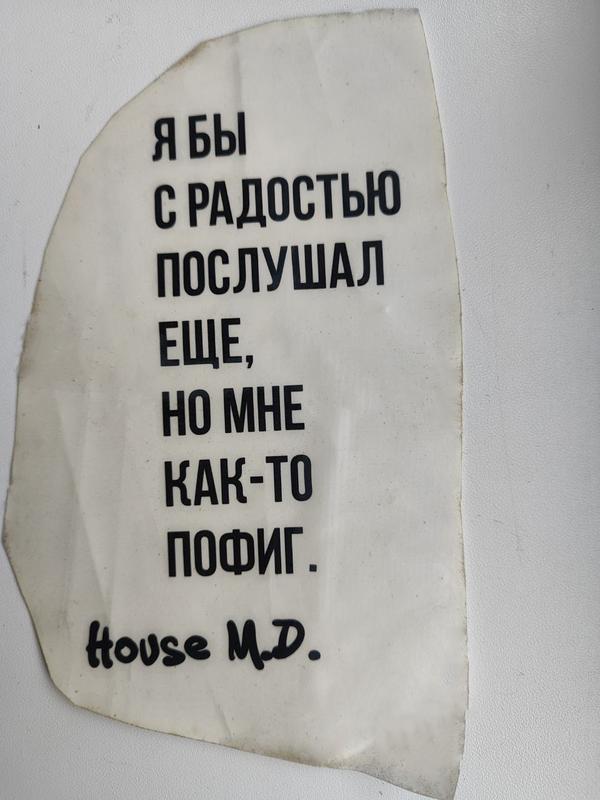 Я БЫ
С РАДОСТЬЮ
ПОСЛУШАЛ
ЕЩЕ,
НО МНЕ
КАК-ТО
ПОФИГ.
House M.D.